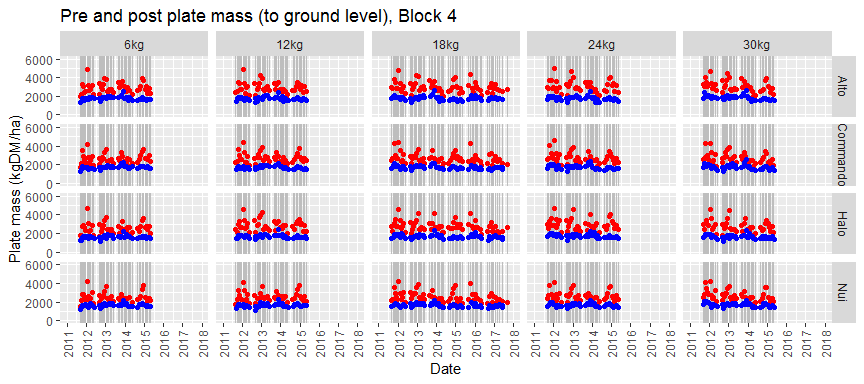 Pre and post plate mass (to ground level), Block 4
6kg 12kg 18kg 24kg 30kg
6000
4000
2000
0
Alto
6000
4000
2000
0
Commando
6000
4000
2000
0
Halo
6000
4000
2000
0
Nui
Plate mass (kgDM/ha)
2011 2012 2013 2014 2015 2016 2017 2018 2011 2012 2013 2014 2015 2016 2017 2018 2011 2012 2013 2014 2015 2016 2017 2018 2011 2012 2013 2014 2015 2016 2017 2018 2011 2012 2013 2014 2015 2016 2017 2018
Date